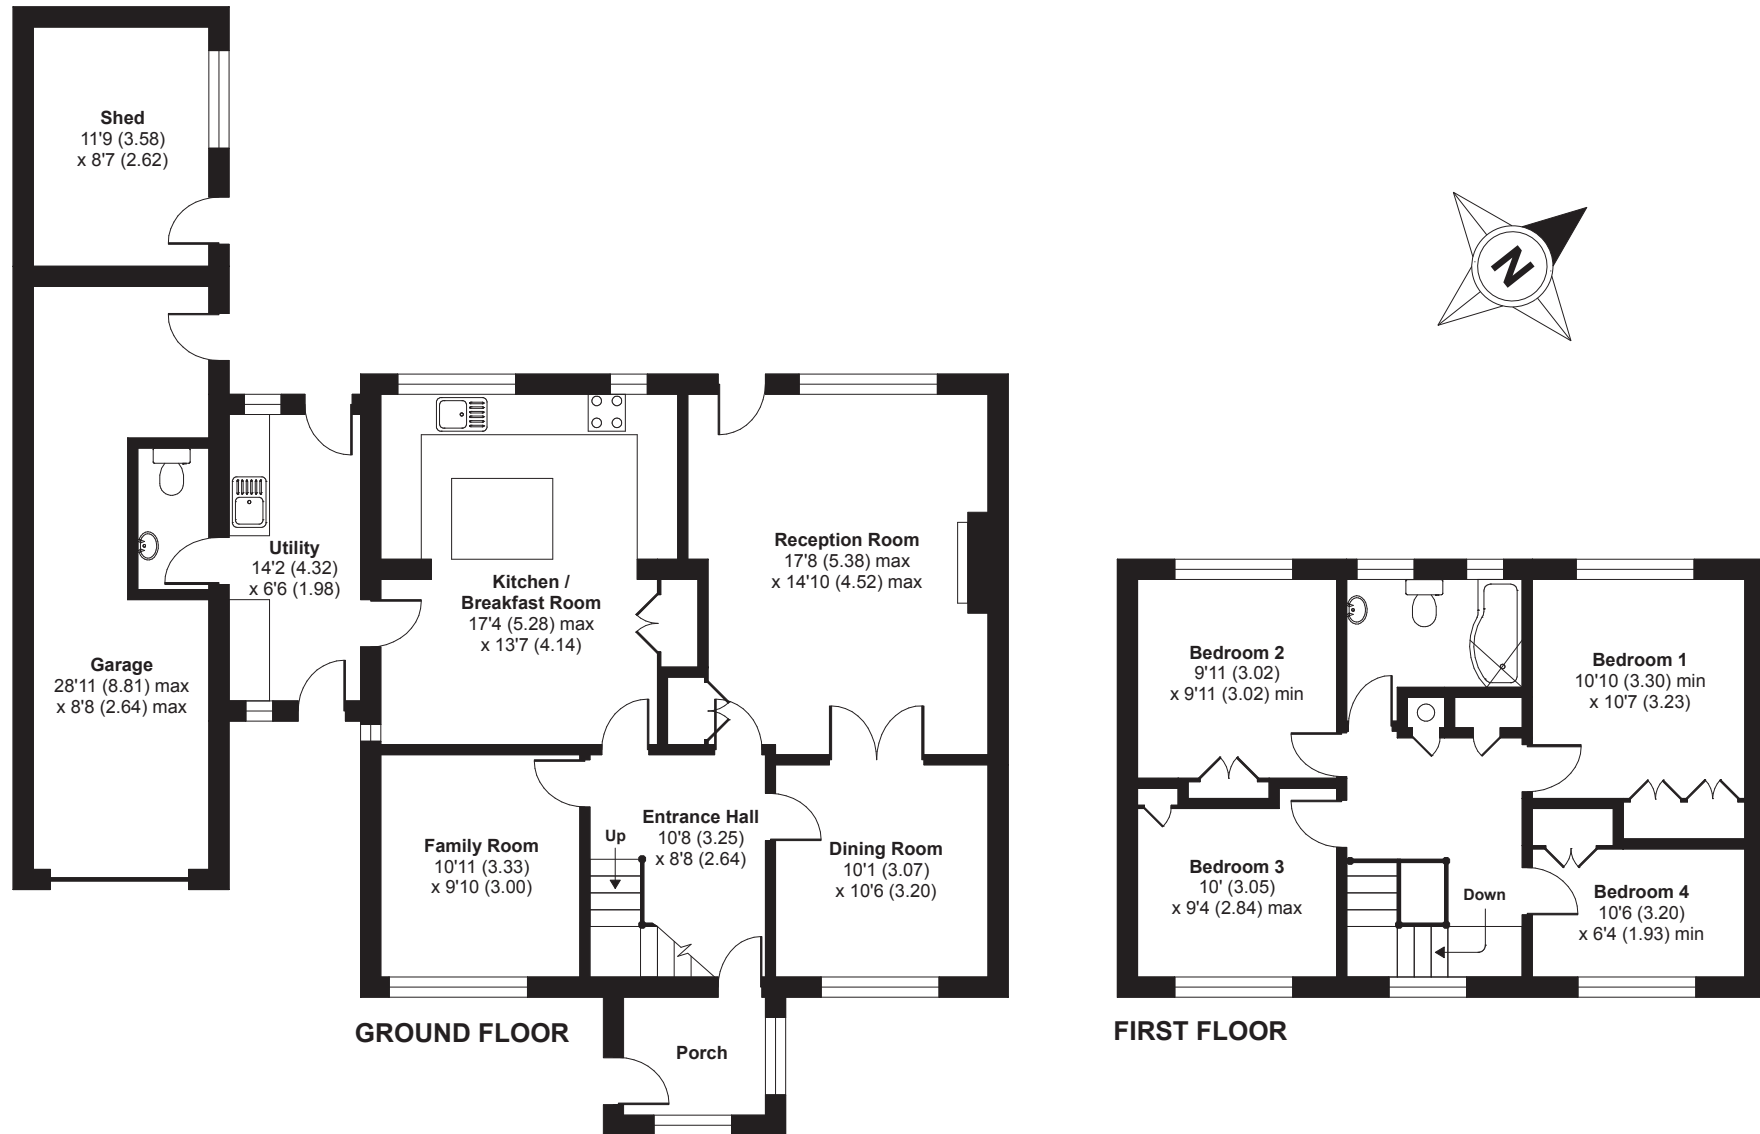 Shed
11'9 (3.58)
x 8'7 (2.62)
Utility
14'2 (4.32)
x 6'6 (1.98)
Garage
28'11 (8.81) max
x 8'8 (2.64) max
Kitchen /
Breakfast Room
17'4 (5.28) max
x 13'7 (4.14)
Reception Room
17'8 (5.38) max
x 14'10 (4.52) max
Family Room
10'11 (3.33)
x 9'10 (3.00)
Up
Entrance Hall
10'8 (3.25)
x 8'8 (2.64)
Dining Room
10'1 (3.07)
x 10'6 (3.20)
Porch
GROUND FLOOR
N
Bedroom 2
9'11 (3.02)
x 9'11 (3.02) min
Bedroom 1
10'10 (3.30) min
x 10'7 (3.23)
Bedroom 3
10' (3.05)
x 9'4 (2.84) max
Down
Bedroom 4
10'6 (3.20)
x 6'4 (1.93) min
FIRST FLOOR